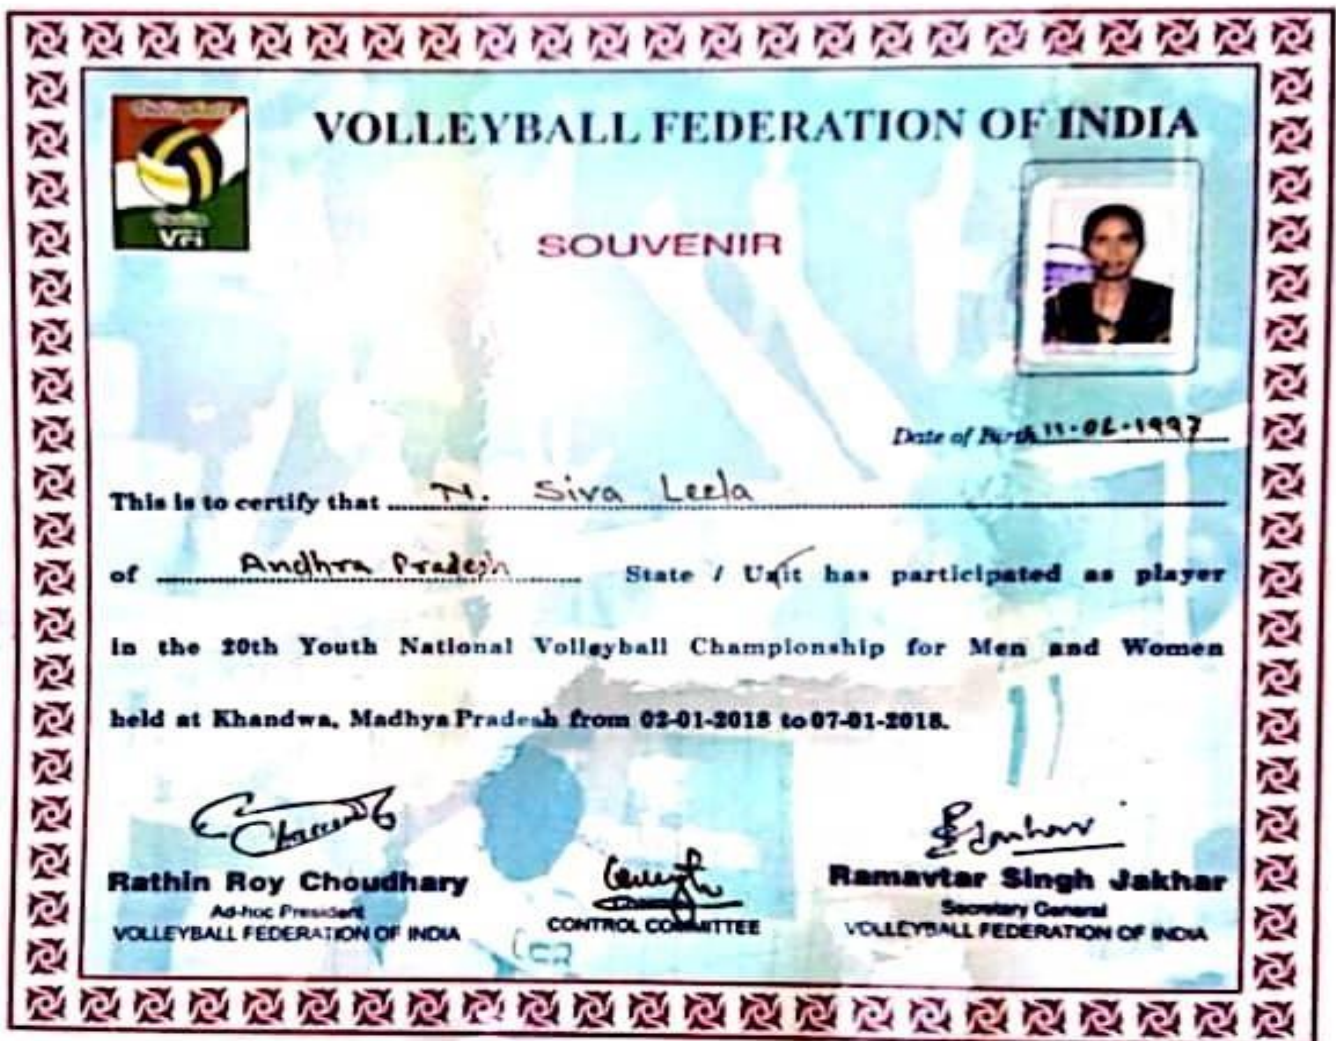 VOLLEYBALL FEDERATION OF INDIA
VFi
SOUVENIR
Date of Birth 11-06-1997
This is to certify that N. Siva Leela
of Andhra Pradesh State / Unit has participated as player
in the 20th Youth National Volleyball Championship for Men and Women
held at Khandwa, Madhya Pradesh from 02-01-2018 to 07-01-2018.
Rathin Roy Choudhary
Ad-hoc President
VOLLEYBALL FEDERATION OF INDIA
CONTROL COMMITTEE
Ramavtar Singh Jakhar
Secretary General
VOLLEYBALL FEDERATION OF INDIA